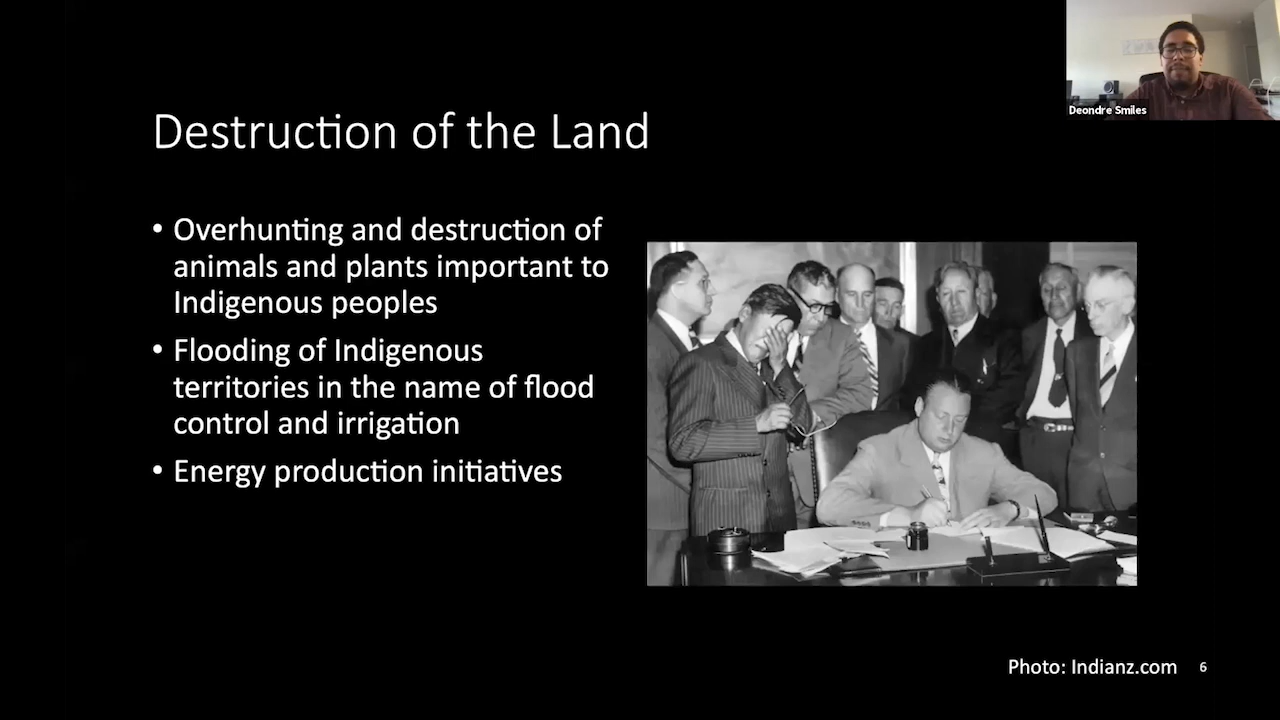 Deondre Smiles
Destruction of the Land
• Overhunting and destruction of
animals and plants important to
Indigenous peoples
• Flooding of Indigenous
territories in the name of flood
control and irrigation
• Energy production initiatives
Photo: Indianz.com 6